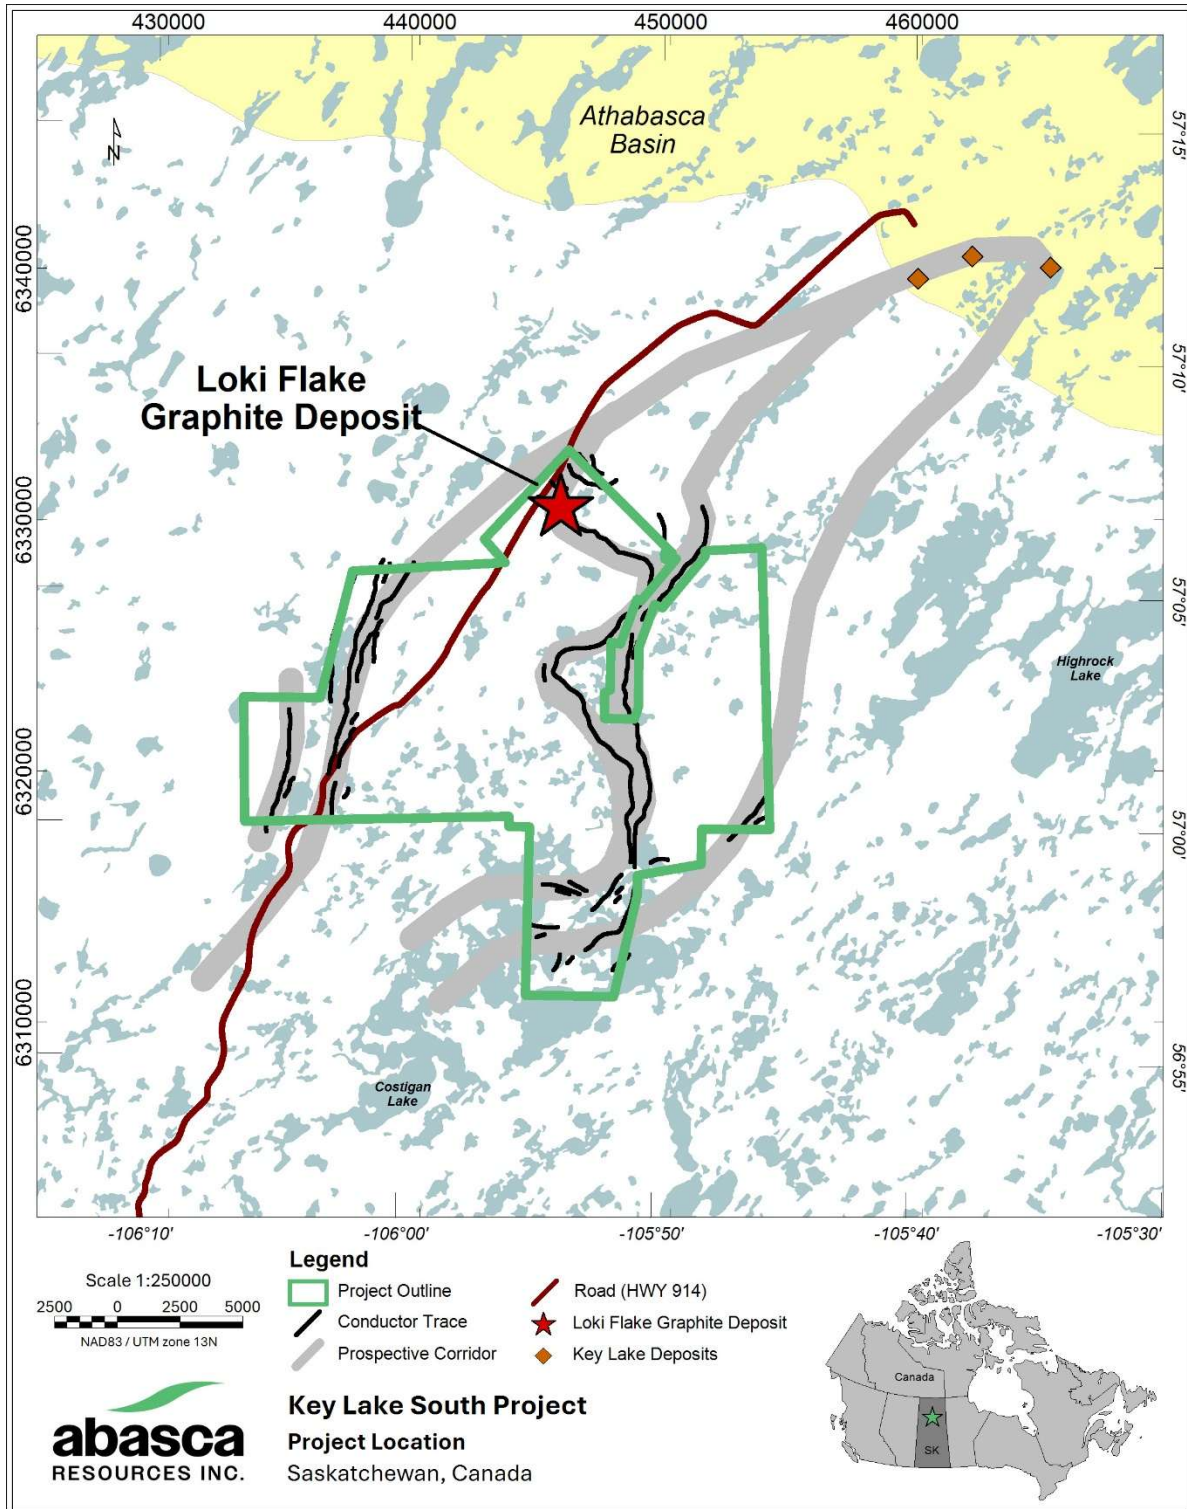 430000
440000
450000
460000
Athabasca
Basin
N
57°15'
6340000
57°10'
Loki Flake
Graphite Deposit
6330000
57°05'
Highrock
Lake
6320000
57°00'
6310000
56°55'
Costigan
Lake
-106°10'
-106°00'
-105°50'
-105°40'
-105°30'
Legend
Scale 1:250000
2500 0 2500 5000
NAD83 / UTM zone 13N
Project Outline
Conductor Trace
Prospective Corridor
Road (HWY 914)
Loki Flake Graphite Deposit
Key Lake Deposits
Canada
SK
abasca
RESOURCES INC.
Key Lake South Project
Project Location
Saskatchewan, Canada